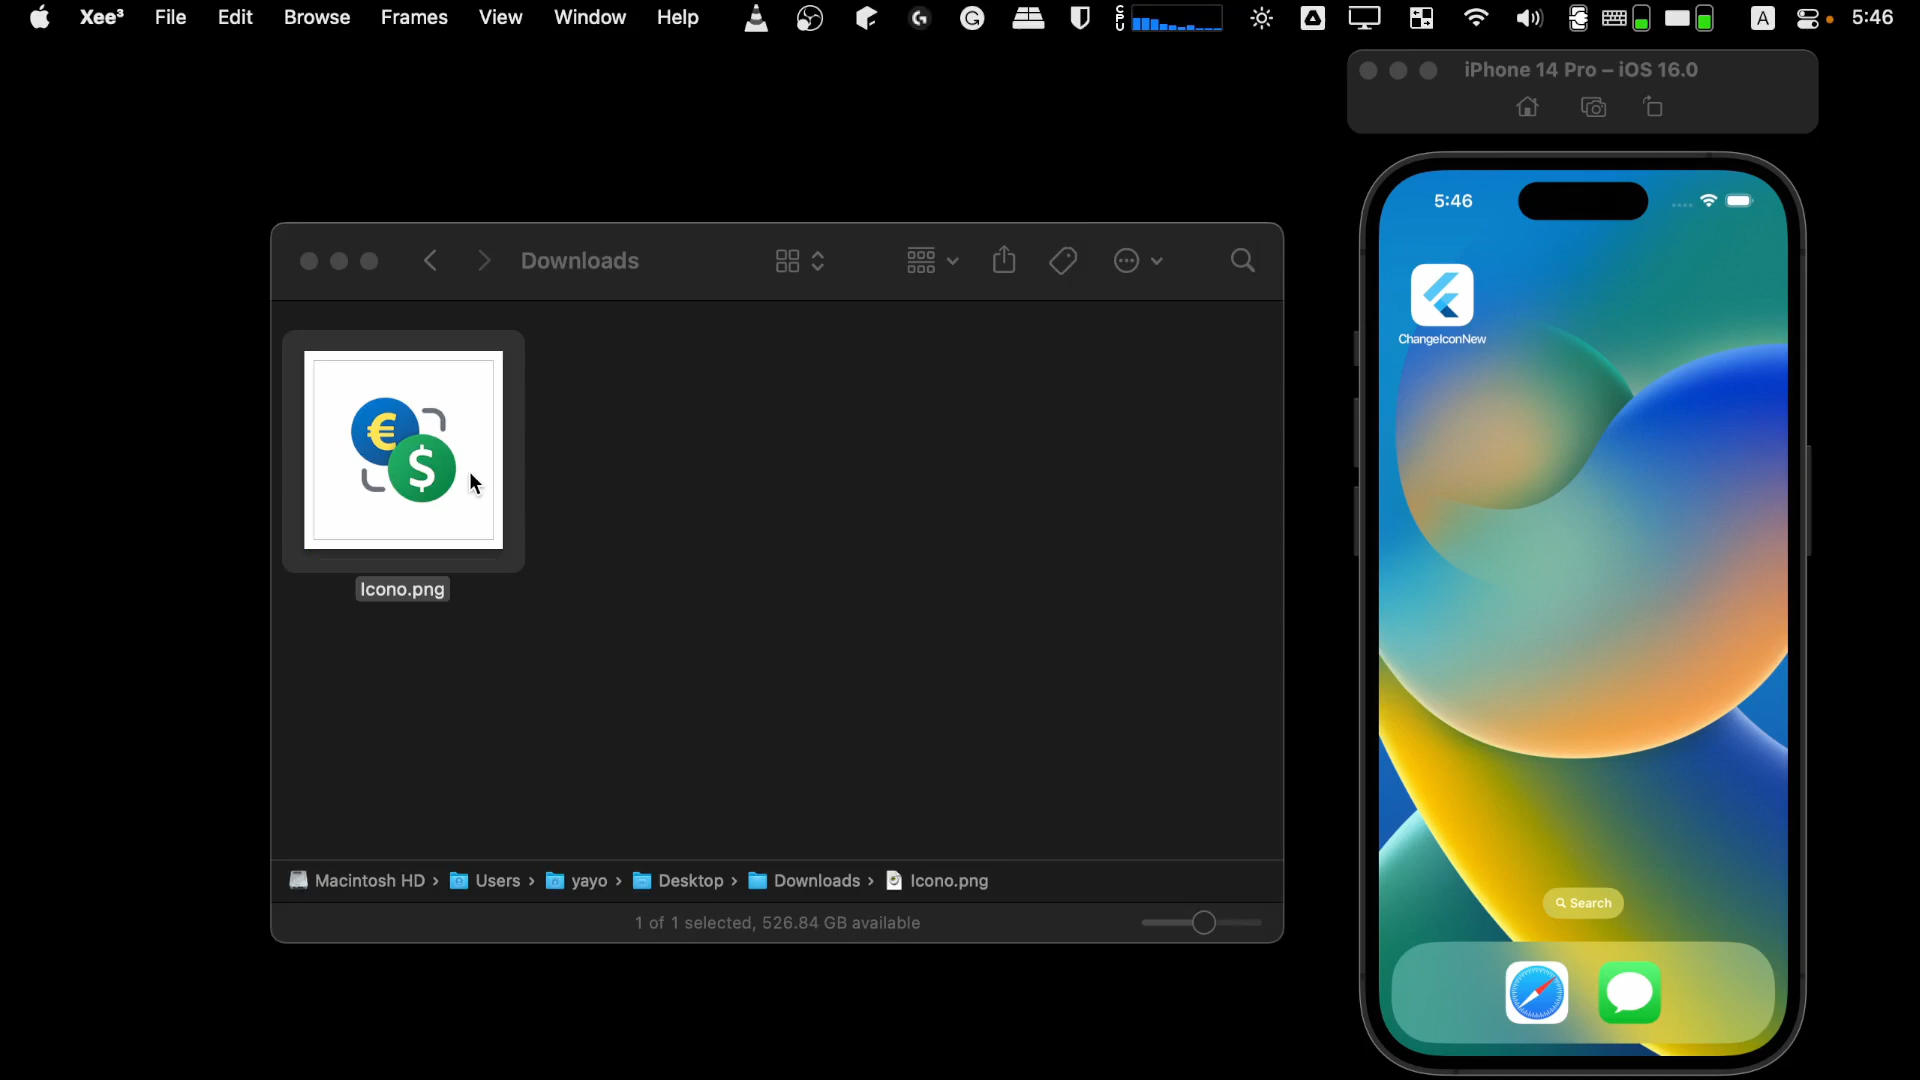 Xee³ File Edit Browse Frames View Window Help CPU A 5:46
iPhone 14 Pro – iOS 16.0
5:46
Downloads
€
$
ChangeIconNew
Icono.png
Macintosh HD › Users › yayo › Desktop › Downloads › Icono.png
Search
1 of 1 selected, 526.84 GB available